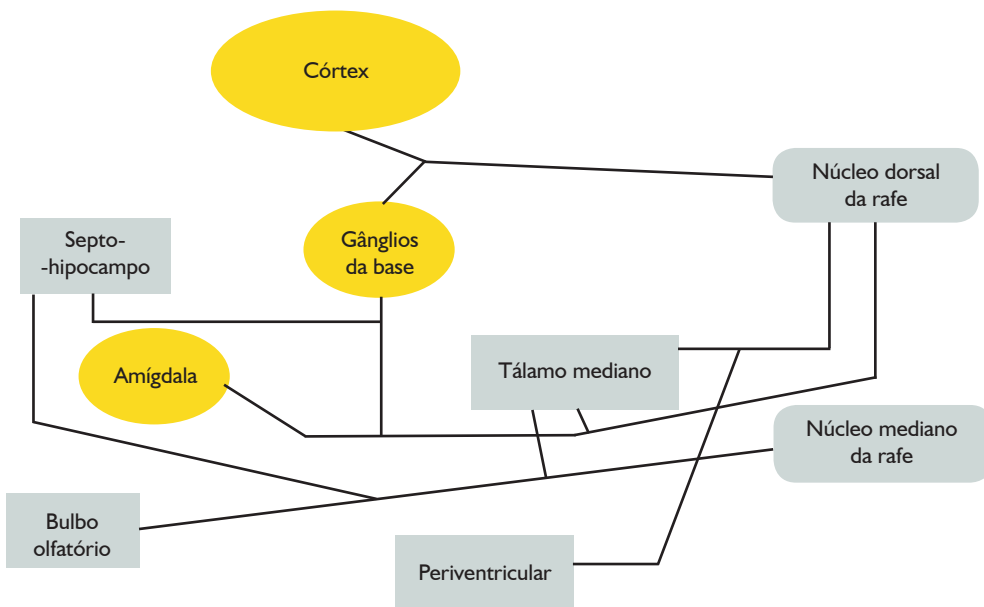 Córtex
Núcleo dorsal
da rafe
Septo-
-hipocampo
Gânglios
da base
Amígdala
Tálamo mediano
Núcleo mediano
da rafe
Bulbo
olfatório
Periventricular